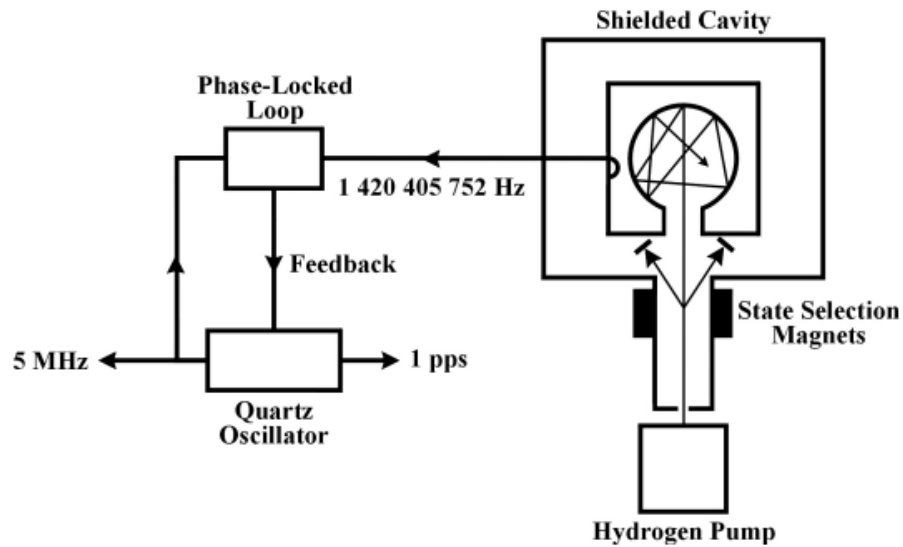 Shielded Cavity
Phase-Locked
Loop
1 420 405 752 Hz
Feedback
State Selection
Magnets
5 MHz
1 pps
Quartz
Oscillator
Hydrogen Pump